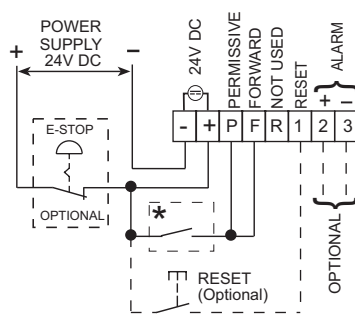 POWER
SUPPLY
24V DC
+
−
24V DC
PERMISSIVE
FORWARD
NOT USED
RESET
ALARM
+
−
- + P F R 1 2 3
E-STOP
OPTIONAL
*
RESET
(Optional)
OPTIONAL